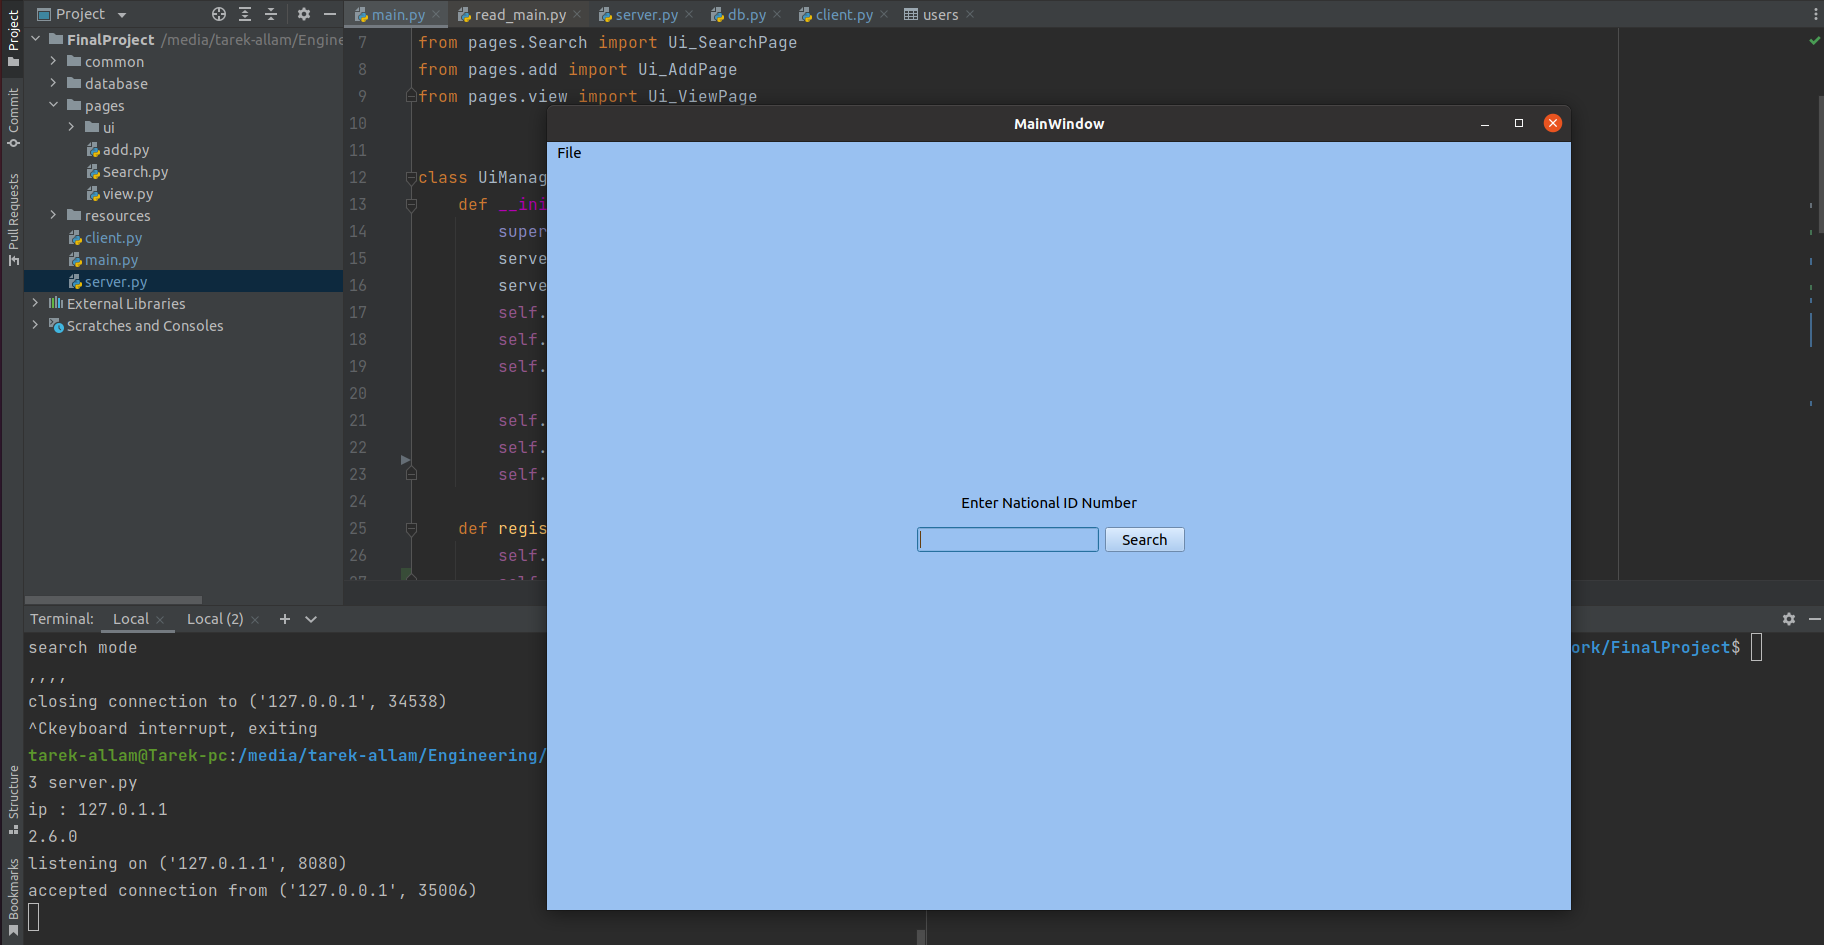 Project
main.py
read_main.py
server.py
db.py
client.py
users
Project
Commit
Pull Requests
Structure
Bookmarks
FinalProject /media/tarek-allam/Engine
common
database
pages
ui
add.py
Search.py
view.py
resources
client.py
main.py
server.py
External Libraries
Scratches and Consoles
7 from pages.Search import Ui_SearchPage
8 from pages.add import Ui_AddPage
9 from pages.view import Ui_ViewPage
10
11
12 class UiManag
13 def __ini
14 super
15 serve
16 serve
17 self.
18 self.
19 self.
20
21 self.
22 self.
23 self.
24
25 def regis
26 self.
27 self
MainWindow
File
Enter National ID Number
Search
Terminal: Local Local (2)
search mode
,,,,
closing connection to ('127.0.0.1', 34538)
^Ckeyboard interrupt, exiting
tarek-allam@Tarek-pc:/media/tarek-allam/Engineering/
3 server.py
ip : 127.0.1.1
2.6.0
listening on ('127.0.1.1', 8080)
accepted connection from ('127.0.0.1', 35006)
ork/FinalProject$